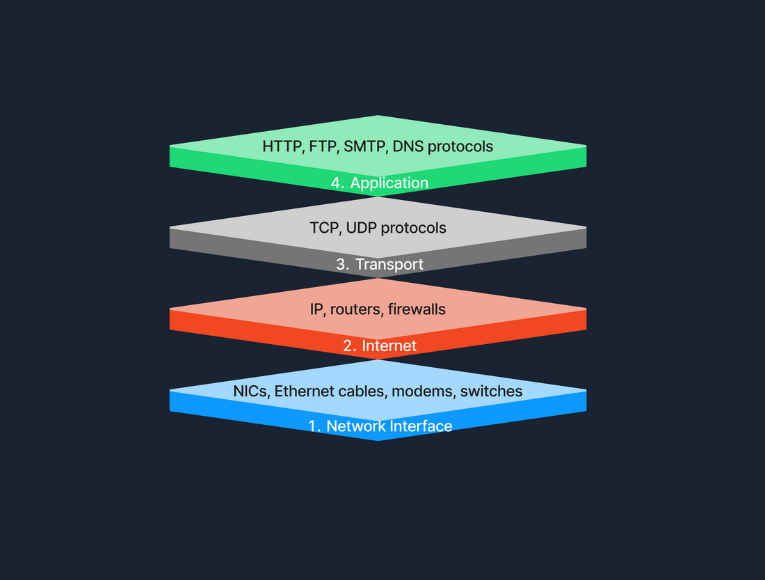 HTTP, FTP, SMTP, DNS protocols
4. Application
TCP, UDP protocols
3. Transport
IP, routers, firewalls
2. Internet
NICs, Ethernet cables, modems, switches
1. Network Interface